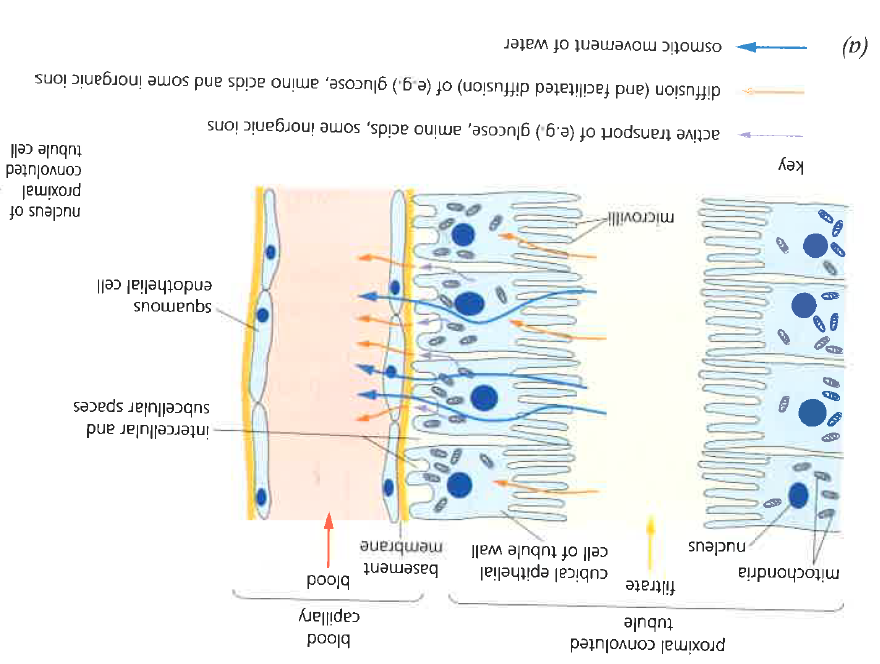 proximal convoluted
tubule
blood
capillary
mitochondria
nucleus
filtrate
cubical epithelial
cell of tubule wall
basement
membrane
blood
intercellular and
subcellular spaces
squamous
endothelial cell
microvilli
nucleus of
proximal
convoluted
tubule cell
Key
active transport of (e.g.) glucose, amino acids, some inorganic ions
diffusion (and facilitated diffusion) of (e.g.) glucose, amino acids and some inorganic ions
osmotic movement of water
(a)